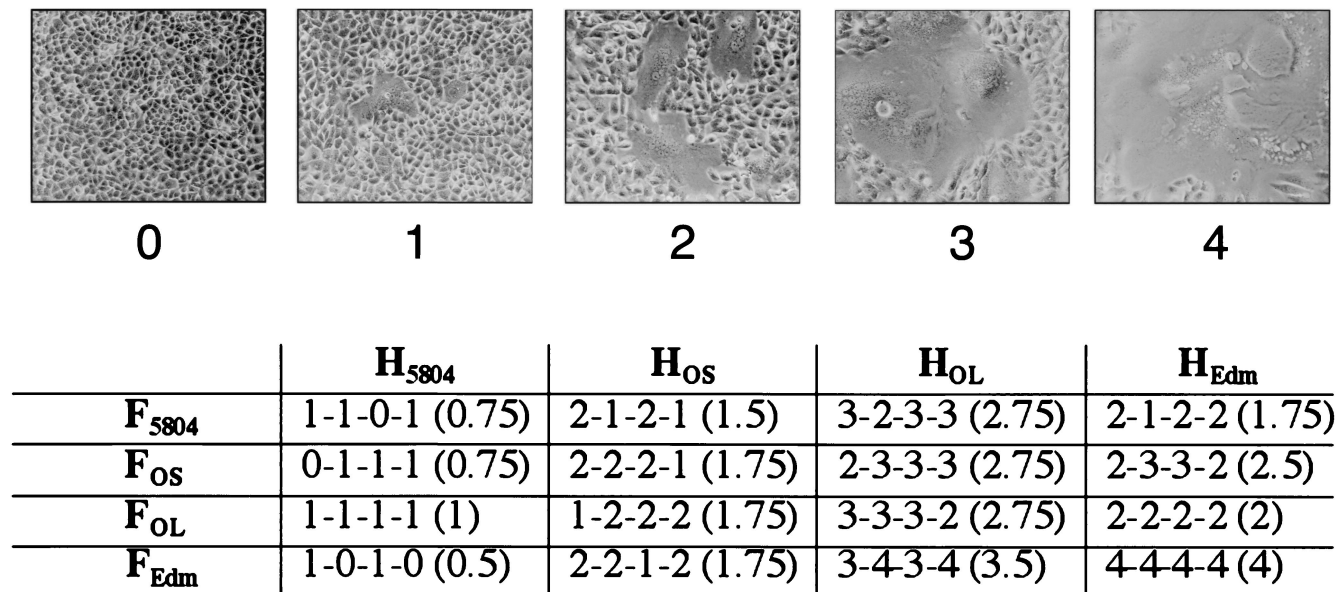 0 1 2 3 4
H5804 HOS HOL HEdm
F5804 1-1-0-1 (0.75) 2-1-2-1 (1.5) 3-2-3-3 (2.75) 2-1-2-2 (1.75)
FOS 0-1-1-1 (0.75) 2-2-2-1 (1.75) 2-3-3-3 (2.75) 2-3-3-2 (2.5)
FOL 1-1-1-1 (1) 1-2-2-2 (1.75) 3-3-3-2 (2.75) 2-2-2-2 (2)
FEdm 1-0-1-0 (0.5) 2-2-1-2 (1.75) 3-4-3-4 (3.5) 4-4-4-4 (4)